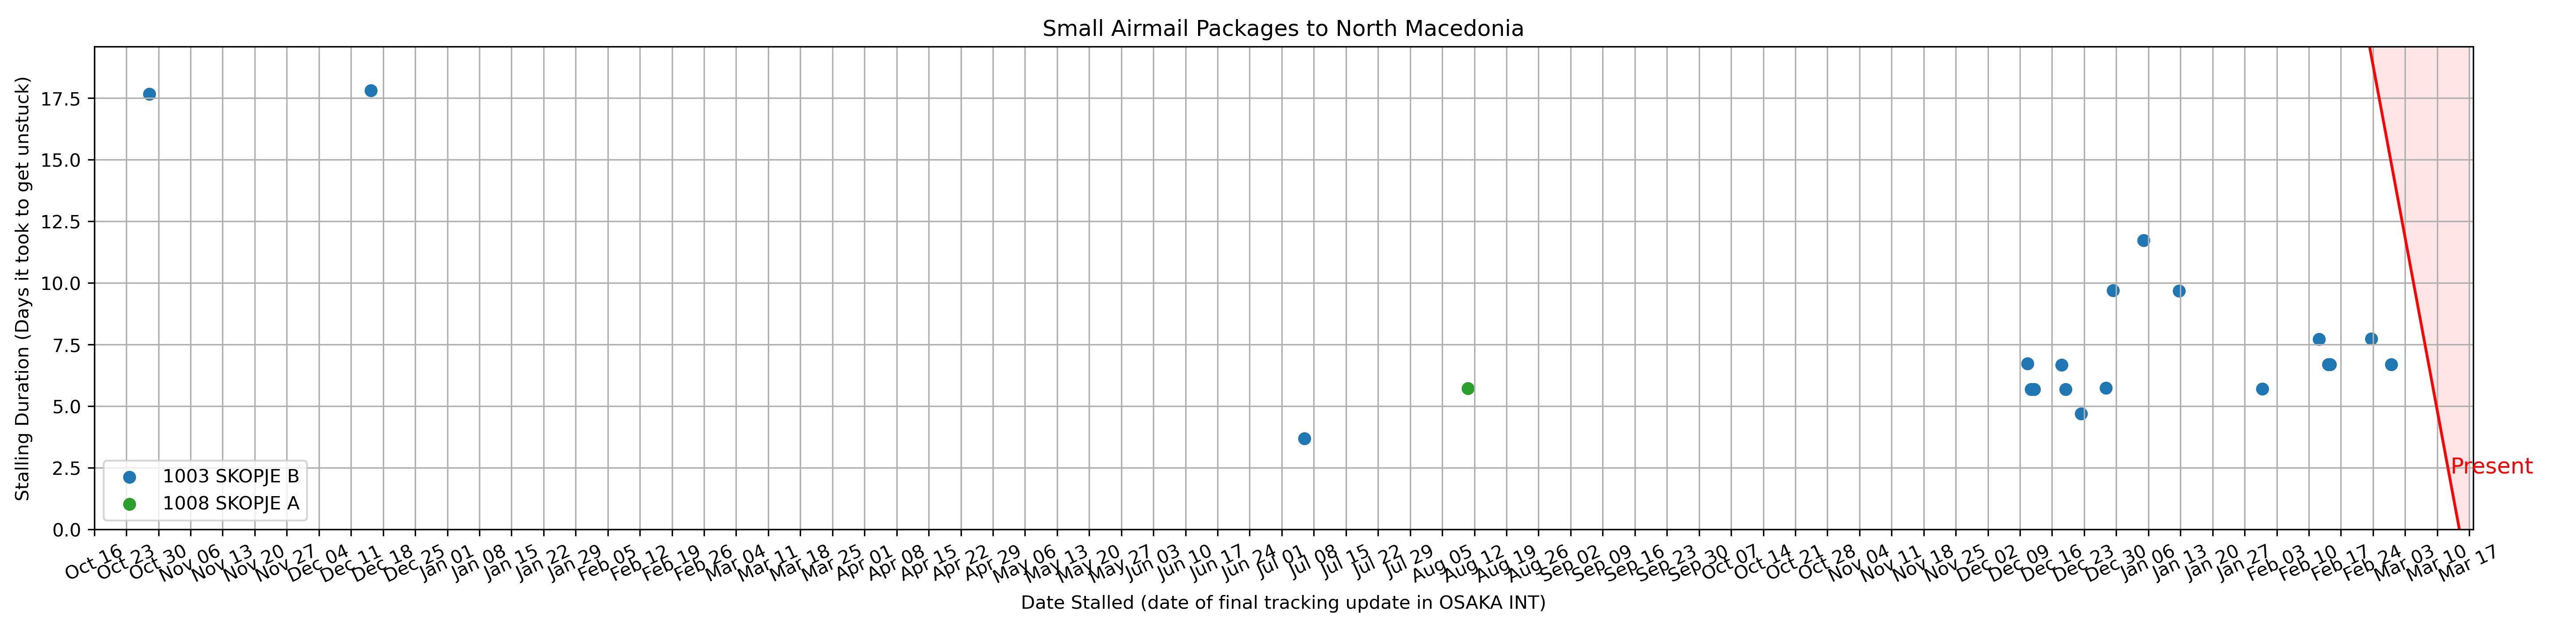 Small Airmail Packages to North Macedonia
Stalling Duration (Days it took to get unstuck)
17.5
15.0
12.5
10.0
7.5
5.0
2.5
0.0
1003 SKOPJE B
1008 SKOPJE A
Present
Oct 16 Oct 23 Oct 30 Nov 06 Nov 13 Nov 20 Nov 27 Dec 04 Dec 11 Dec 18 Dec 25 Jan 01 Jan 08 Jan 15 Jan 22 Jan 29 Feb 05 Feb 12 Feb 19 Feb 26 Mar 04 Mar 11 Mar 18 Mar 25 Apr 01 Apr 08 Apr 15 Apr 22 Apr 29 May 06 May 13 May 20 May 27 Jun 03 Jun 10 Jun 17 Jun 24 Jul 01 Jul 08 Jul 15 Jul 22 Jul 29 Aug 05 Aug 12 Aug 19 Aug 26 Sep 02 Sep 09 Sep 16 Sep 23 Sep 30 Oct 07 Oct 14 Oct 21 Oct 28 Nov 04 Nov 11 Nov 18 Nov 25 Dec 02 Dec 09 Dec 16 Dec 23 Dec 30 Jan 06 Jan 13 Jan 20 Jan 27 Feb 03 Feb 10 Feb 17 Feb 24 Mar 03 Mar 10 Mar 17
Date Stalled (date of final tracking update in OSAKA INT)